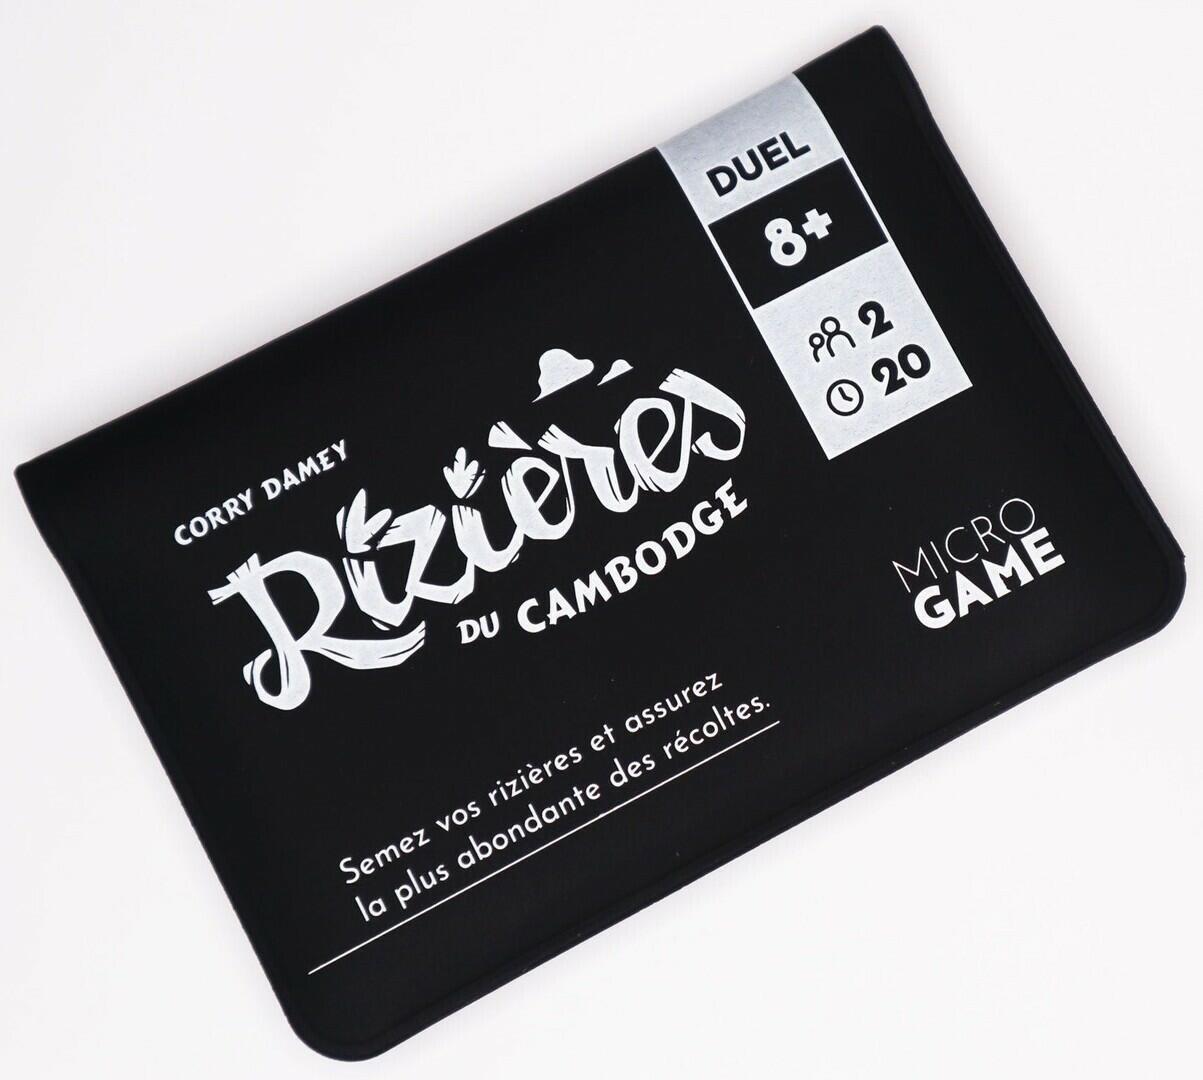 DUEL
8+
2
20
CORRY DAMEY
Rizières
DU CAMBODGE
MICRO
GAME
Semez vos rizières et assurez
la plus abondante des récoltes.